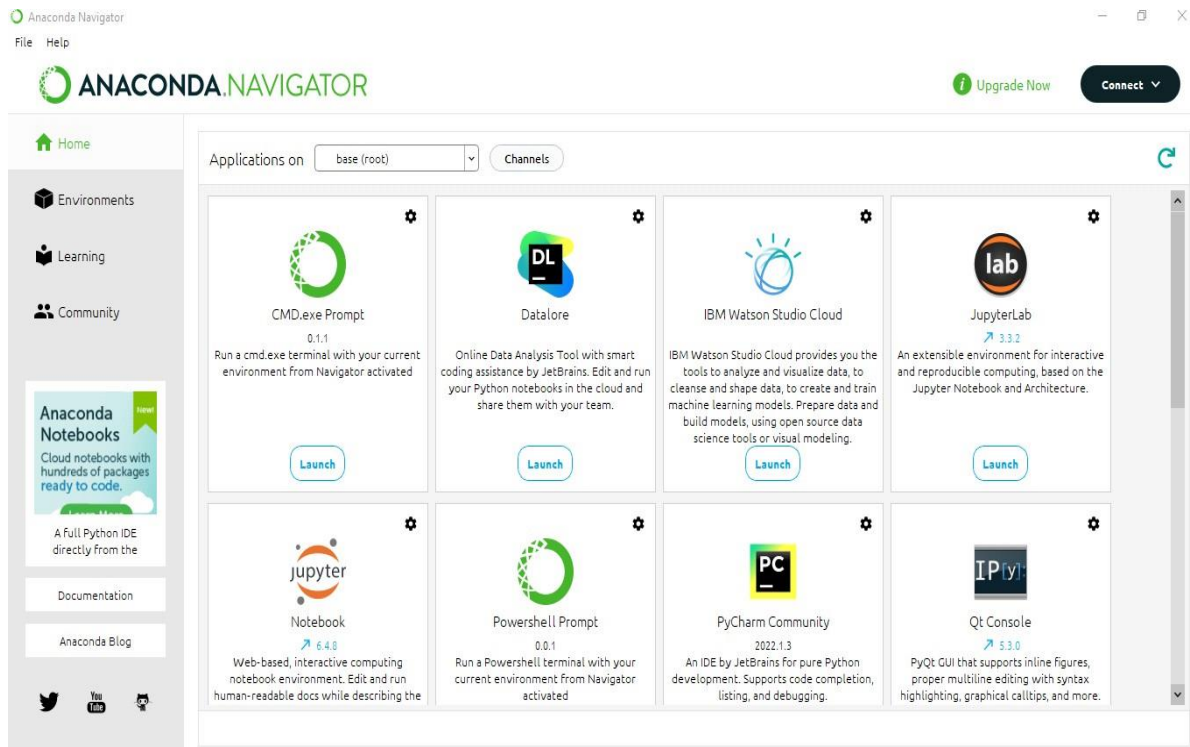 Anaconda Navigator
File Help
ANACONDA.NAVIGATOR
Upgrade Now
Connect
Home
Environments
Learning
Community
Anaconda
Notebooks
New!
Cloud notebooks with
hundreds of packages
ready to code.
Learn More
A full Python IDE
directly from the
Documentation
Anaconda Blog
You
Tube
Applications on base (root) Channels
CMD.exe Prompt
0.1.1
Run a cmd.exe terminal with your current
environment from Navigator activated
Launch
DL
Datalore
Online Data Analysis Tool with smart
coding assistance by JetBrains. Edit and run
your Python notebooks in the cloud and
share them with your team.
Launch
IBM Watson Studio Cloud
IBM Watson Studio Cloud provides you the
tools to analyze and visualize data, to
cleanse and shape data, to create and train
machine learning models. Prepare data and
build models, using open source data
science tools or visual modeling.
Launch
lab
JupyterLab
3.3.2
An extensible environment for interactive
and reproducible computing, based on the
Jupyter Notebook and Architecture.
Launch
jupyter
Notebook
6.4.8
Web-based, interactive computing
notebook environment. Edit and run
human-readable docs while describing the
Powershell Prompt
0.0.1
Run a Powershell terminal with your
current environment from Navigator
activated
PC
PyCharm Community
2022.1.3
An IDE by JetBrains for pure Python
development. Supports code completion,
listing, and debugging.
IP[y]:
Qt Console
5.3.0
PyQt GUI that supports inline figures,
proper multiline editing with syntax
highlighting, graphical calltips, and more.